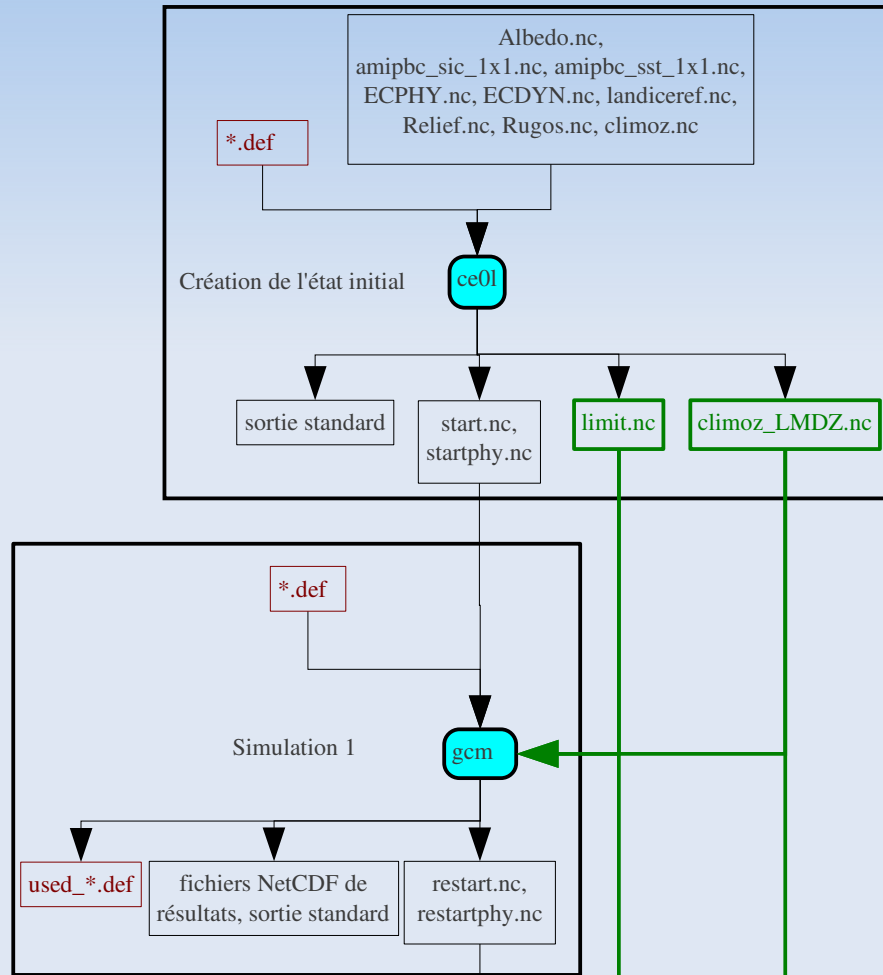 Albedo.nc,
amipbc_sic_1x1.nc, amipbc_sst_1x1.nc,
ECPHY.nc, ECDYN.nc, landiceref.nc,
Relief.nc, Rugos.nc, climoz.nc
*.def
Création de l'état initial
ce0l
sortie standard
start.nc,
startphy.nc
limit.nc
climoz_LMDZ.nc
*.def
Simulation 1
gcm
used_*.def
fichiers NetCDF de
résultats, sortie standard
restart.nc,
restartphy.nc